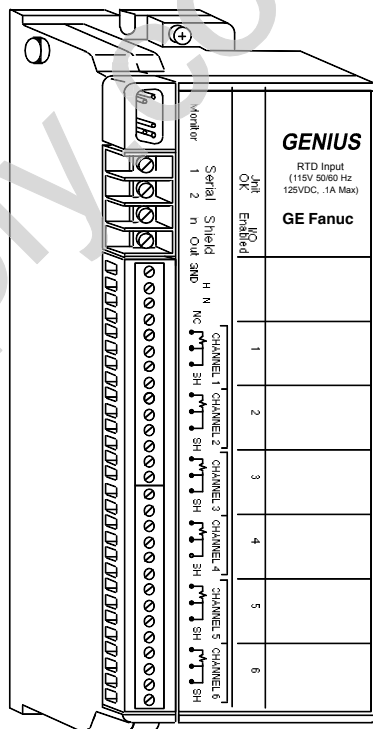 GENIUS
RTD Input
(115V 50/60 Hz
125VDC, .1A Max)
GE Fanuc
Monitor
Serial Shield
1 2 In Out
GND H N NC
Unit
OK
I/O
Enabled
CHANNEL 1
SH
1
CHANNEL 2
SH
2
CHANNEL 3
SH
3
CHANNEL 4
SH
4
CHANNEL 5
SH
5
CHANNEL 6
SH
6